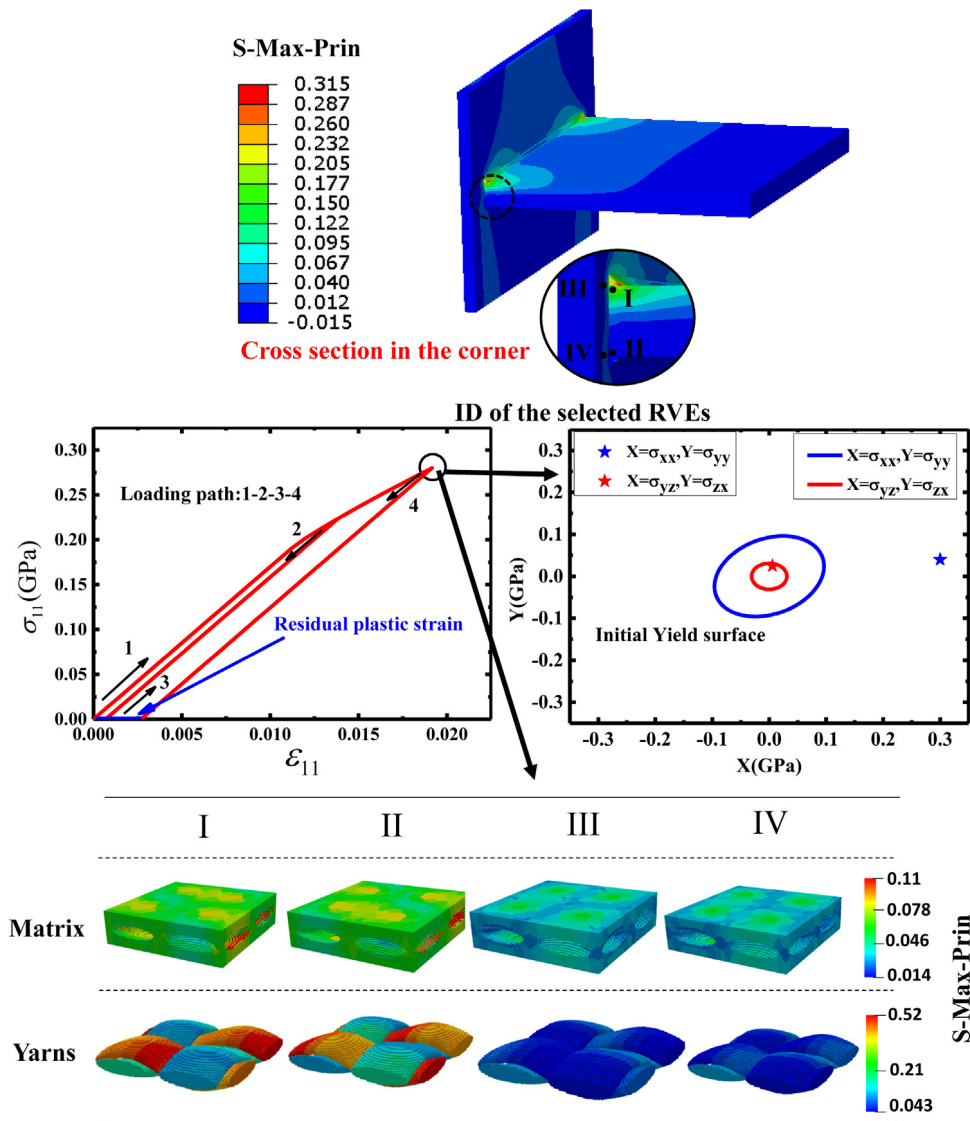 S-Max-Prin
0.315
0.287
0.260
0.232
0.205
0.177
0.150
0.122
0.095
0.067
0.040
0.012
-0.015
III
I
IV
II
Cross section in the corner
ID of the selected RVEs
0.30
0.25
0.20
0.15
0.10
0.05
0.00
σ11(GPa)
Loading path:1-2-3-4
1
2
3
4
Residual plastic strain
0.000
0.005
0.010
0.015
0.020
ε11
X=σxx,Y=σyy
X=σyz,Y=σzx
X=σxx,Y=σyy
X=σyz,Y=σzx
0.3
0.2
0.1
0.0
-0.1
-0.2
-0.3
Y(GPa)
Initial Yield surface
-0.3
-0.2
-0.1
0.0
0.1
0.2
0.3
X(GPa)
I II III IV
Matrix
Yarns
0.11
0.078
0.046
0.014
0.52
0.21
0.043
S-Max-Prin